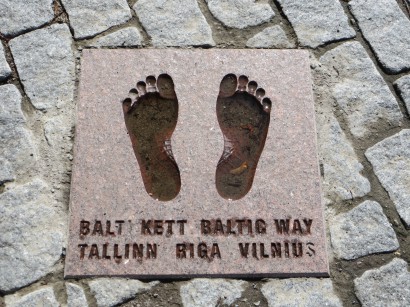 BALTI KETT BALTIC WAY
TALLINN RIGA VILNIUS